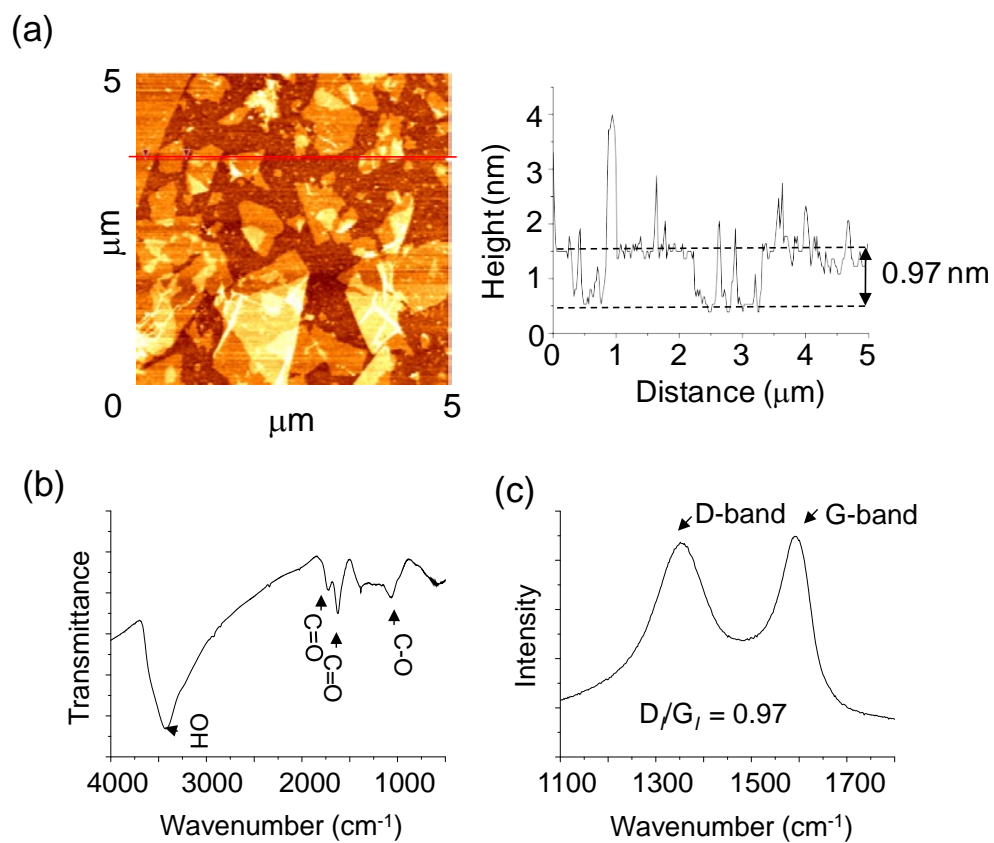 (a)
5
μm
0
μm
5
Height (nm)
4
3
2
1
0
0 1 2 3 4 5
Distance (μm)
0.97 nm
(b)
Transmittance
OH
C=O
C=O
C-O
4000 3000 2000 1000
Wavenumber (cm-1)
(c)
D-band
G-band
Intensity
DI/GI = 0.97
1100 1300 1500 1700
Wavenumber (cm-1)